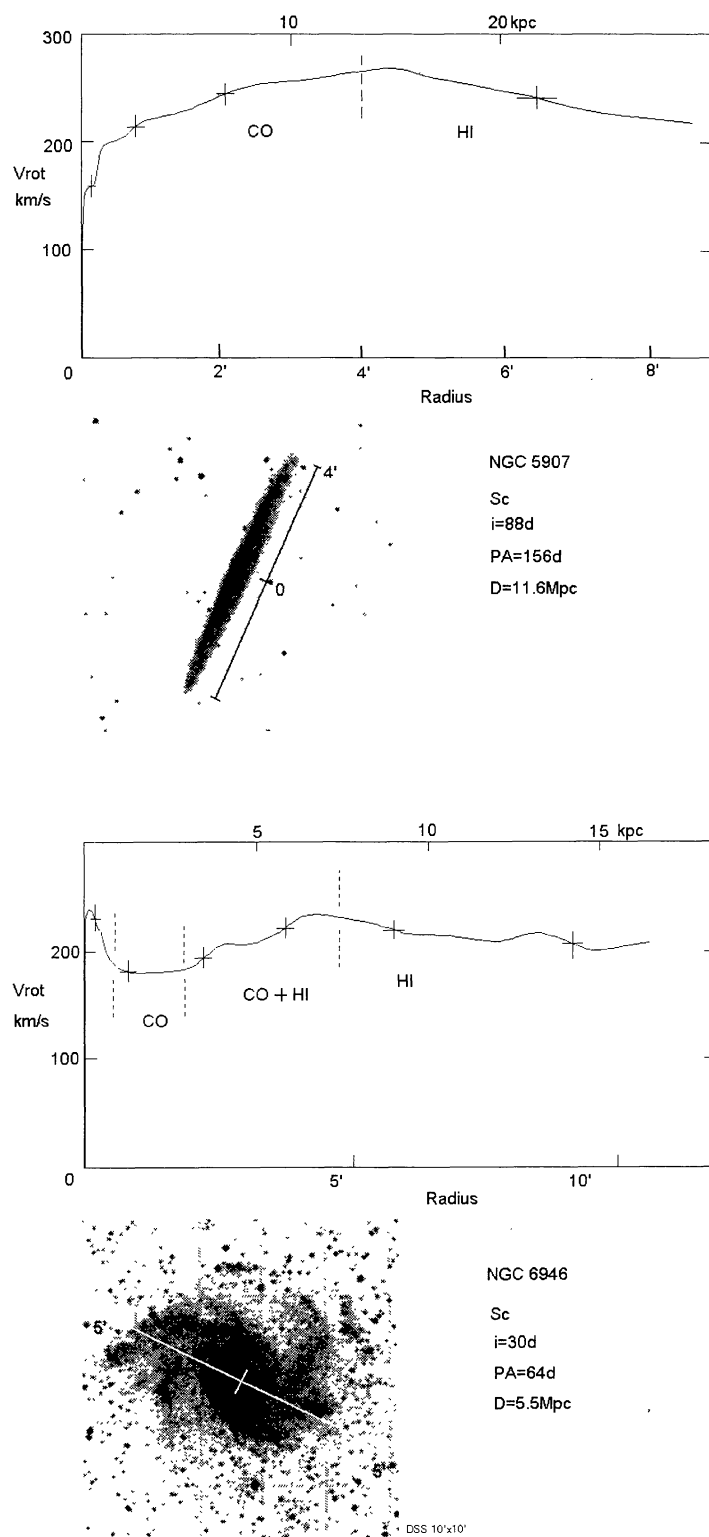 10 20 kpc
300
200
CO HI
Vrot
km/s
100
0 2' 4' 6' 8'
Radius
NGC 5907
4'
Sc
i=88d
PA=156d
0
D=11.6Mpc
5 10 15 kpc
200
HI
Vrot
CO + HI
km/s
CO
100
0 5' 10'
Radius
NGC 6946
Sc
5'
i=30d
PA=64d
D=5.5Mpc
5'
DSS 10'x10'